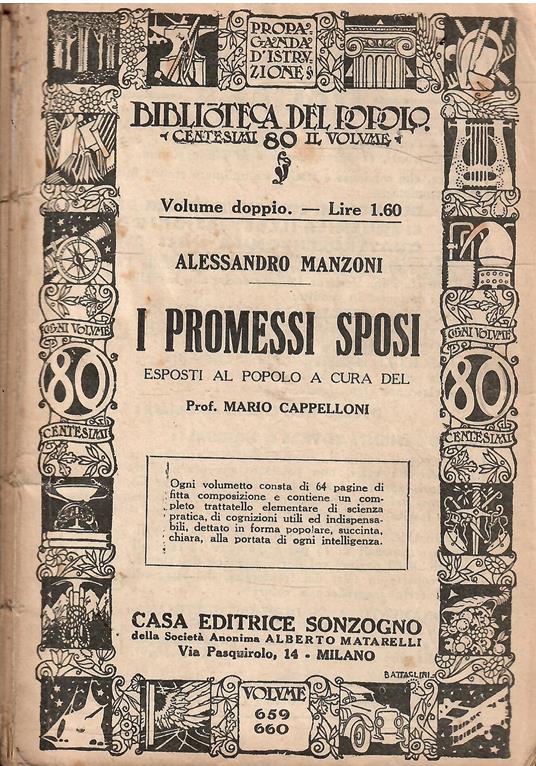 PROPA-
GANDA
D'ISTRU-
ZIONE
BIBLIOTECA DEL POPOLO
CENTESIMI 80 IL VOLVME
Volume doppio. — Lire 1.60
ALESSANDRO MANZONI
I PROMESSI SPOSI
ESPOSTI AL POPOLO A CURA DEL
Prof. MARIO CAPPELLONI
OGNI VOLVME
80
CENTESIMI
OGNI VOLVME
80
CENTESIMI
Ogni volumetto consta di 64 pagine di
fitta composizione e contiene un com-
pleto trattatello elementare di scienza
pratica, di cognizioni utili ed indispensa-
bili, dettato in forma popolare, succinta,
chiara, alla portata di ogni intelligenza.
CASA EDITRICE SONZOGNO
della Società Anonima ALBERTO MATARELLI
Via Pasquirolo, 14 - MILANO
BATTAGLINI
VOLVME
659
660